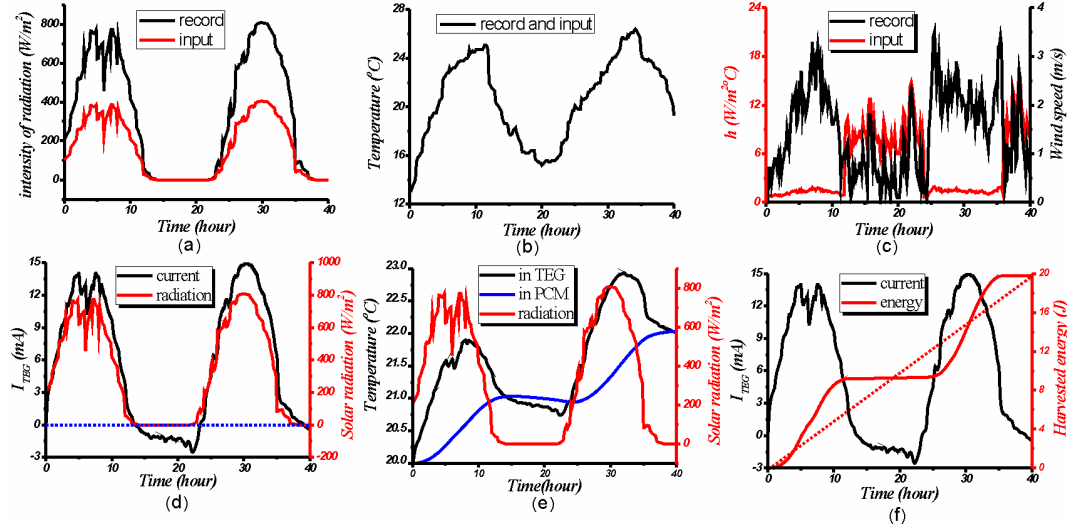 intensity of radiation (W/m²)
800
600
400
200
0
record
input
0 10 20 30 40
Time (hour)
(a)
Temperature (°C)
28
24
20
16
12
record and input
0 10 20 30 40
Time (hour)
(b)
h (W/m²°C)
24
18
12
6
0
record
input
4
3
2
1
0
Wind speed (m/s)
0 10 20 30 40
Time (hour)
(c)
I_TEG (mA)
15
12
9
6
3
0
-3
current
radiation
1000
800
600
400
200
0
-200
Solar radiation (W/m²)
0 10 20 30 40
Time (hour)
(d)
Temperature (°C)
23.0
22.5
22.0
21.5
21.0
20.5
20.0
in TEG
in PCM
radiation
800
600
400
200
0
Solar radiation (W/m²)
0 10 20 30 40
Time(hour)
(e)
I_TEG (mA)
15
12
9
6
3
0
-3
current
energy
20
16
12
8
4
0
Harvested energy (J)
0 10 20 30 40
Time (hour)
(f)